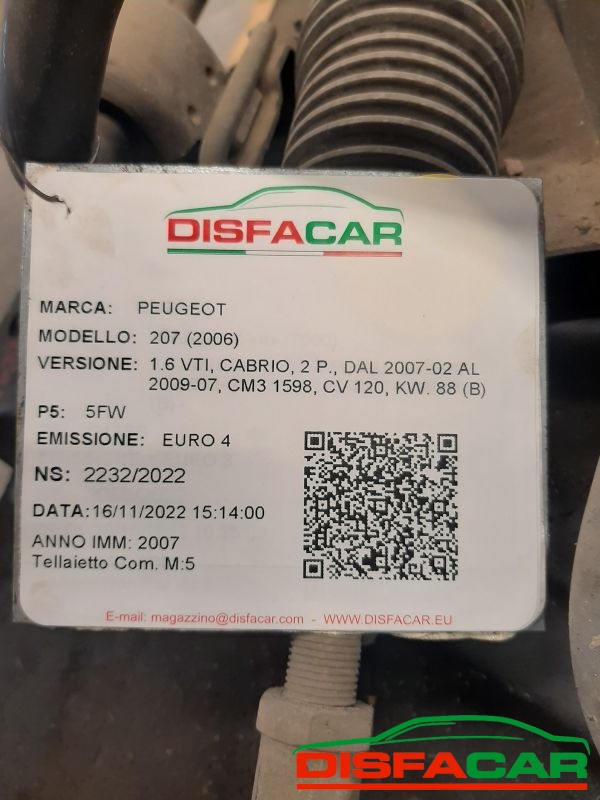 DISFACAR
MARCA: PEUGEOT
MODELLO: 207 (2006)
VERSIONE: 1.6 VTI, CABRIO, 2 P., DAL 2007-02 AL
2009-07, CM3 1598, CV 120, KW. 88 (B)
P5: 5FW
EMISSIONE: EURO 4
NS: 2232/2022
DATA:16/11/2022 15:14:00
ANNO IMM: 2007
Tellaietto Com. M:5
E-mail: magazzino@disfacar.com - WWW.DISFACAR.EU
DISFACAR